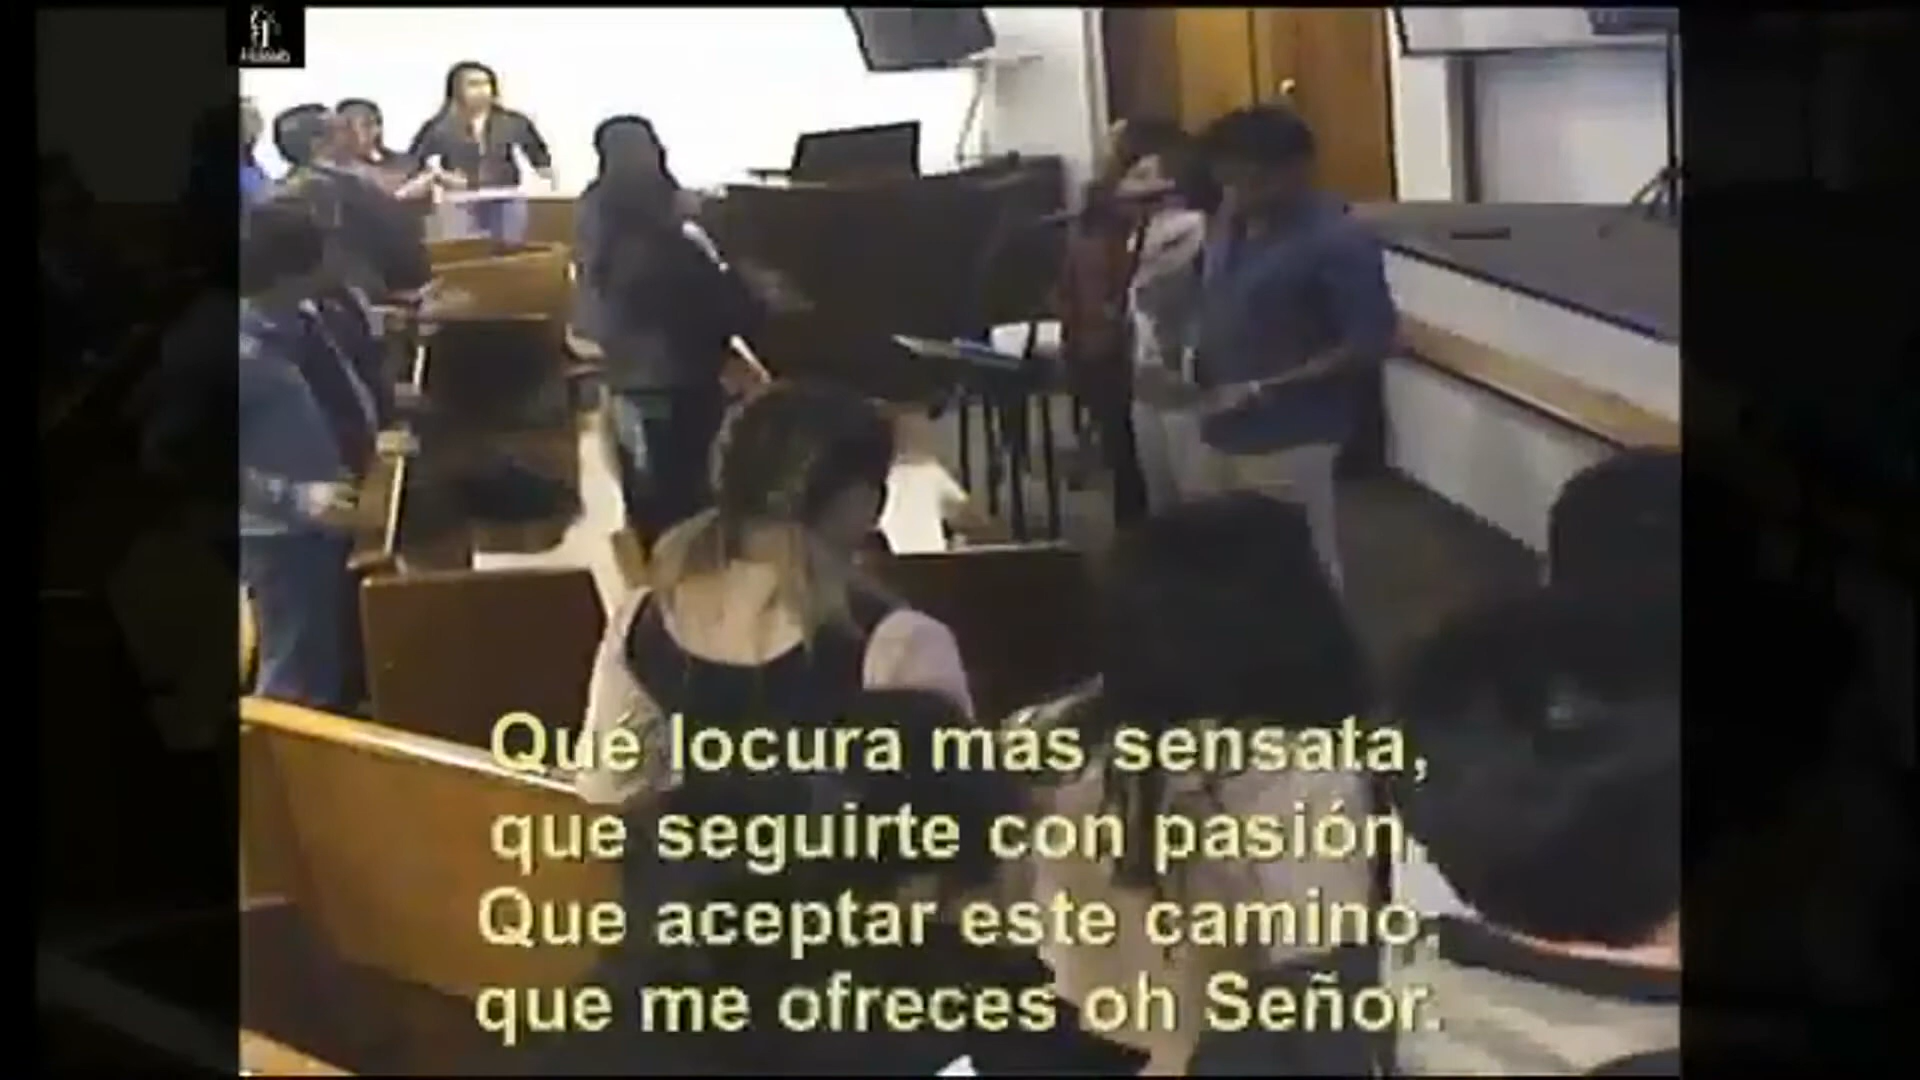 Qué locura más sensata,
que seguirte con pasión.
Que aceptar este camino,
que me ofreces oh Señor.